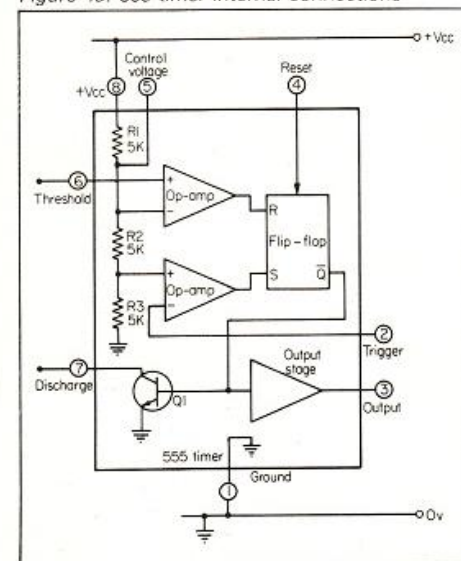 Figure 1a: 555 timer internal connections
+Vcc
Control
voltage
Reset
+Vcc
8
5
4
R1
5K
6
+
Threshold
-
Op-amp
R
R2
5K
Flip-flop
+
S
Q
Op-amp
R3
5K
-
2
Trigger
7
Output
stage
Discharge
3
Q1
Output
555 timer
Ground
1
0v